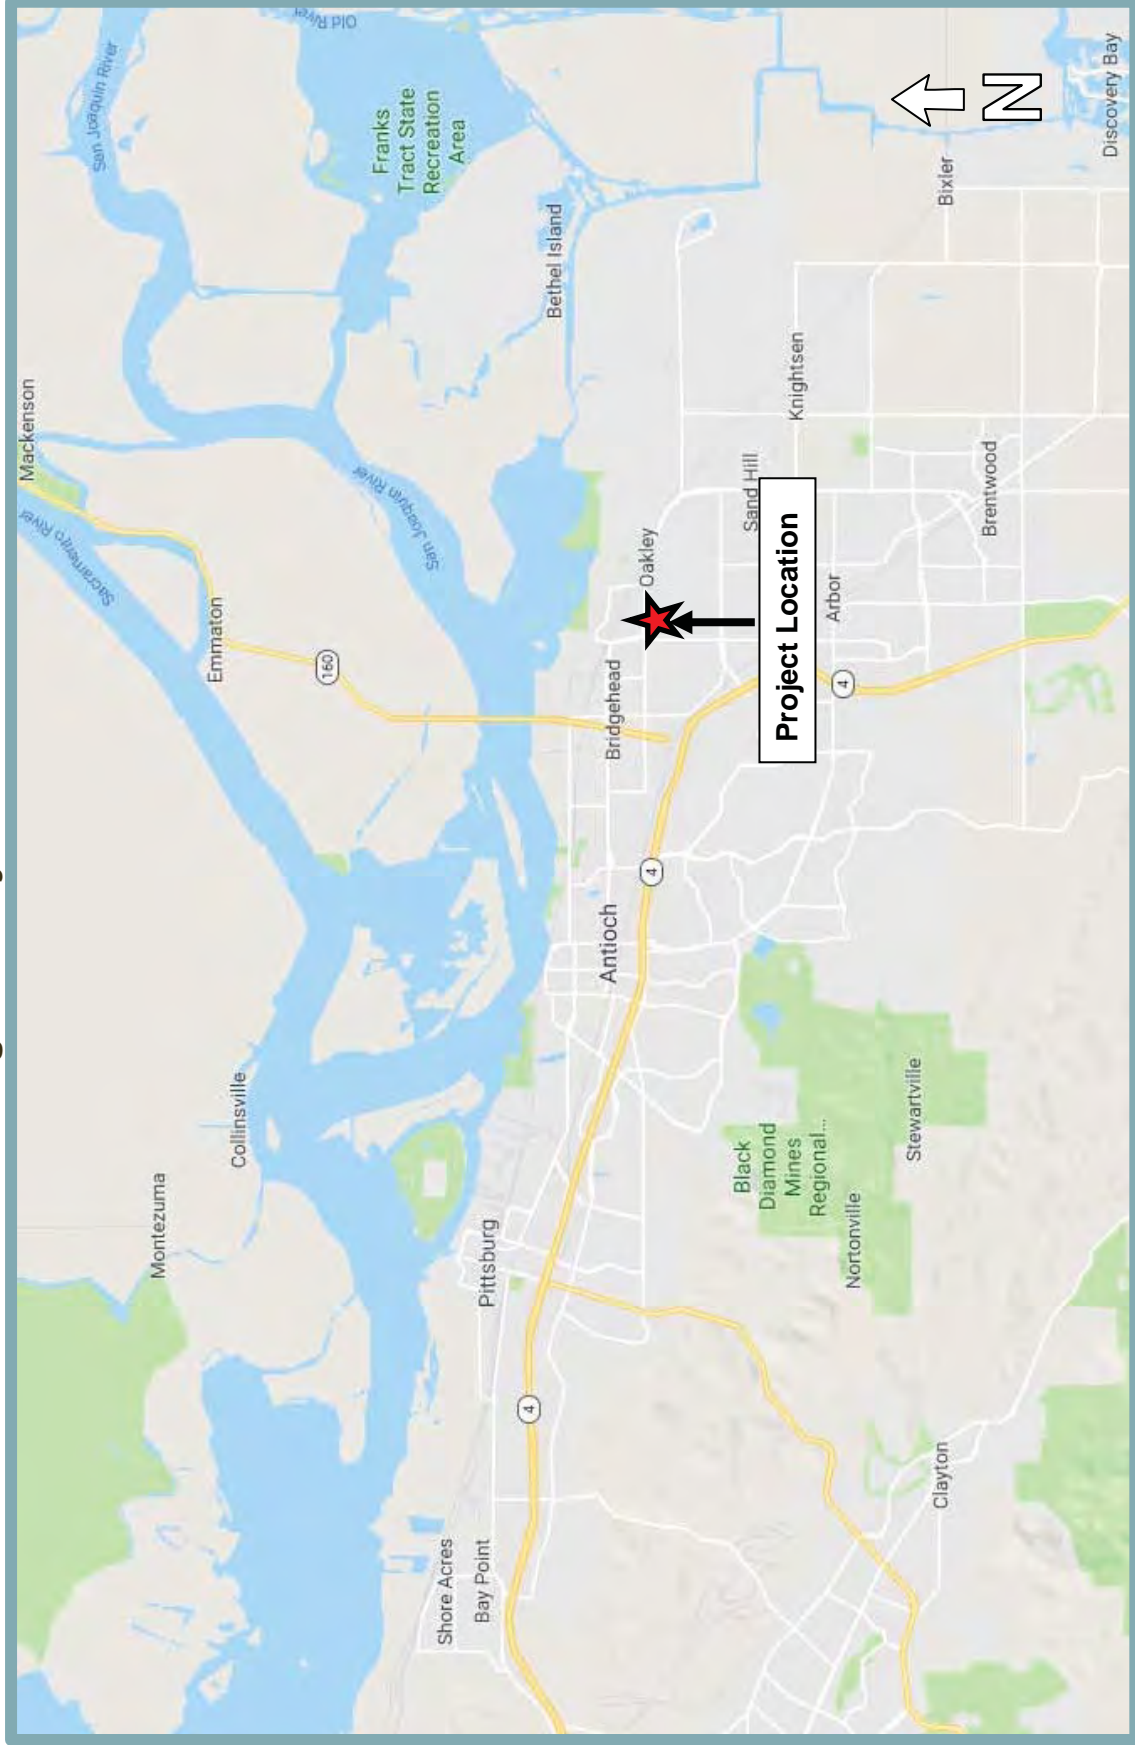 Mackenson
Sacramento River
San Joaquin River
Montezuma
Emmaton
Collinsville
Old River
160
Franks
Tract State
Recreation
Area
San Joaquin River
Shore Acres
Bay Point
Pittsburg
4
Bethel Island
Antioch
Bridgehead
Oakley
4
Black
Diamond
Mines
Regional...
Sand Hill
Project Location
Knightsen
Arbor
4
Nortonville
Stewartville
Clayton
Bixler
Brentwood
N
Discovery Bay